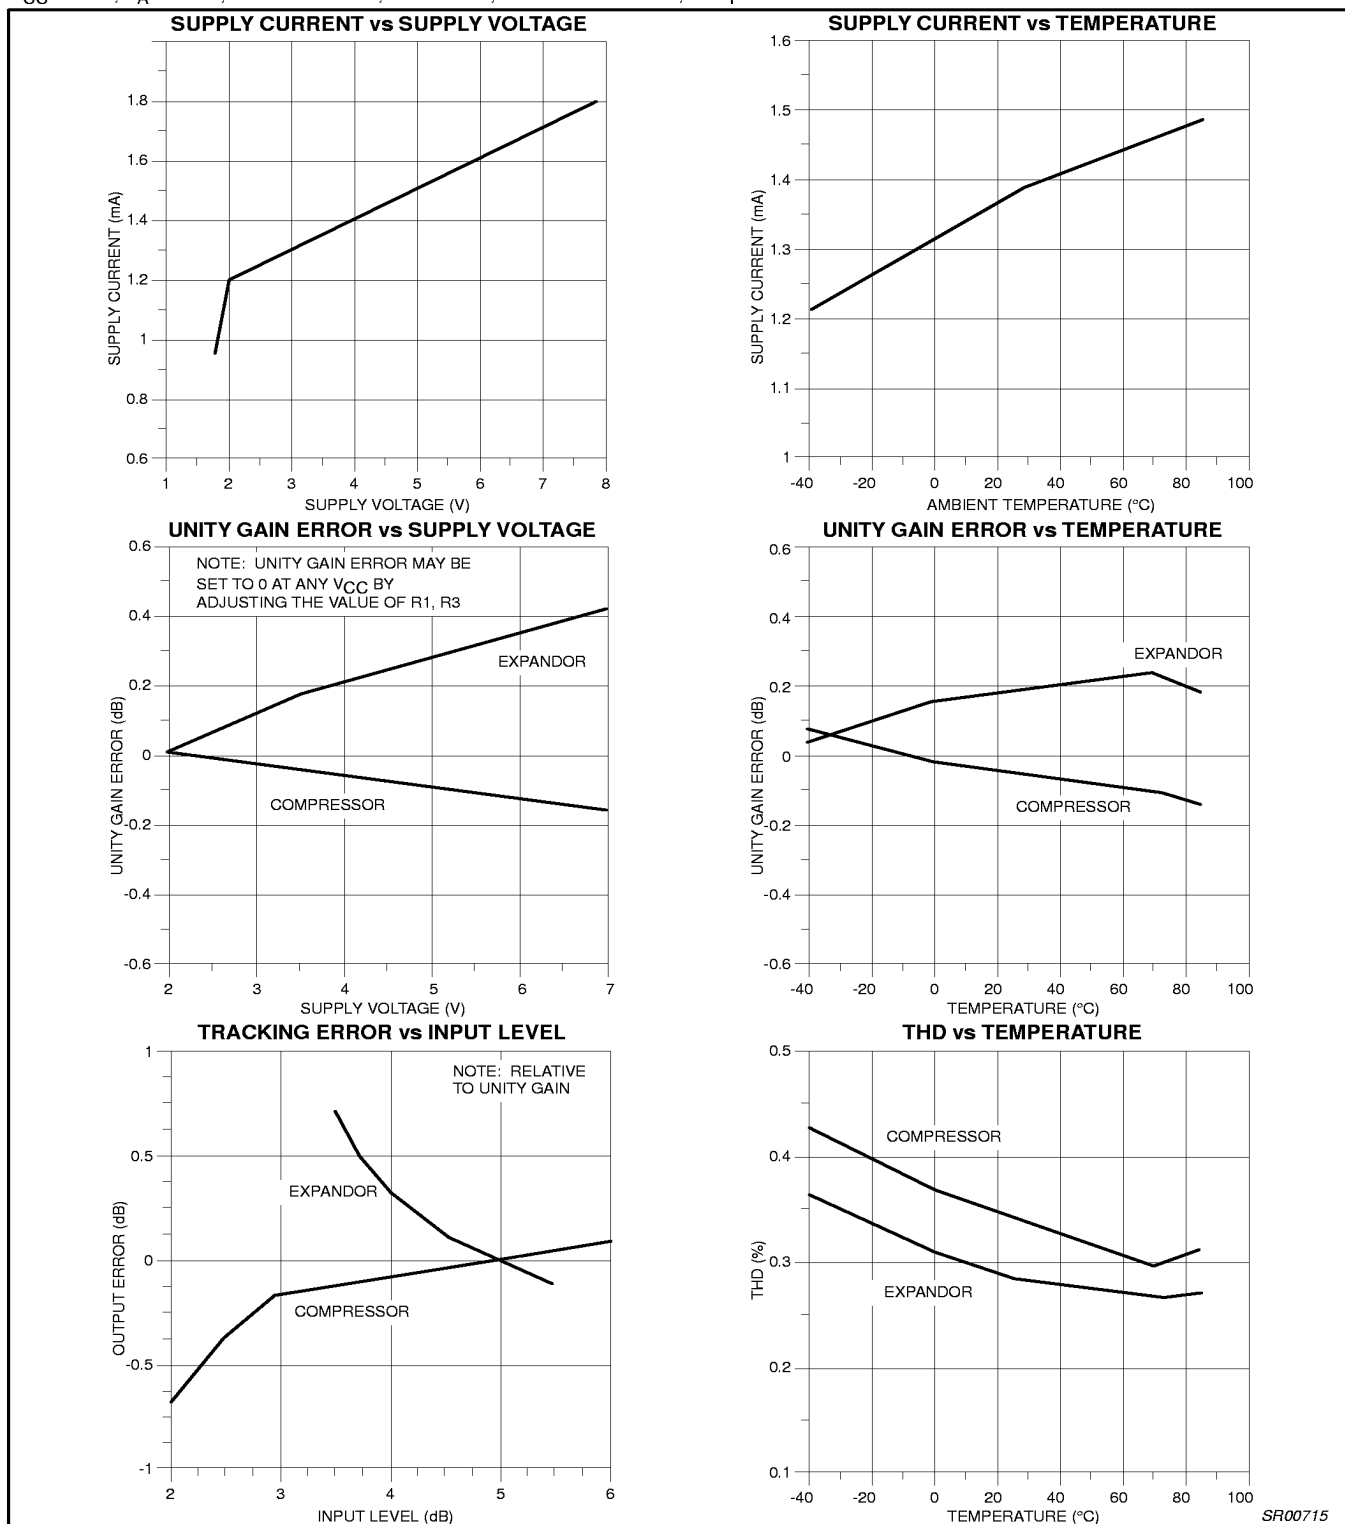 SUPPLY CURRENT vs SUPPLY VOLTAGE
1.8
1.6
1.4
1.2
1
0.8
0.6
SUPPLY CURRENT (mA)
1 2 3 4 5 6 7 8
SUPPLY VOLTAGE (V)
SUPPLY CURRENT vs TEMPERATURE
1.6
1.5
1.4
1.3
1.2
1.1
1
SUPPLY CURRENT (mA)
-40 -20 0 20 40 60 80 100
AMBIENT TEMPERATURE (°C)
UNITY GAIN ERROR vs SUPPLY VOLTAGE
NOTE: UNITY GAIN ERROR MAY BE
SET TO 0 AT ANY VCC BY
ADJUSTING THE VALUE OF R1, R3
0.6
0.4
0.2
0
-0.2
-0.4
-0.6
UNITY GAIN ERROR (dB)
EXPANDOR
COMPRESSOR
2 3 4 5 6 7
SUPPLY VOLTAGE (V)
UNITY GAIN ERROR vs TEMPERATURE
0.6
0.4
0.2
0
-0.2
-0.4
-0.6
UNITY GAIN ERROR (dB)
EXPANDOR
COMPRESSOR
-40 -20 0 20 40 60 80 100
TEMPERATURE (°C)
TRACKING ERROR vs INPUT LEVEL
NOTE: RELATIVE
TO UNITY GAIN
1
0.5
0
-0.5
-1
OUTPUT ERROR (dB)
EXPANDOR
COMPRESSOR
2 3 4 5 6
INPUT LEVEL (dB)
THD vs TEMPERATURE
0.5
0.4
0.3
0.2
0.1
THD (%)
COMPRESSOR
EXPANDOR
-40 -20 0 20 40 60 80 100
TEMPERATURE (°C)
SR00715